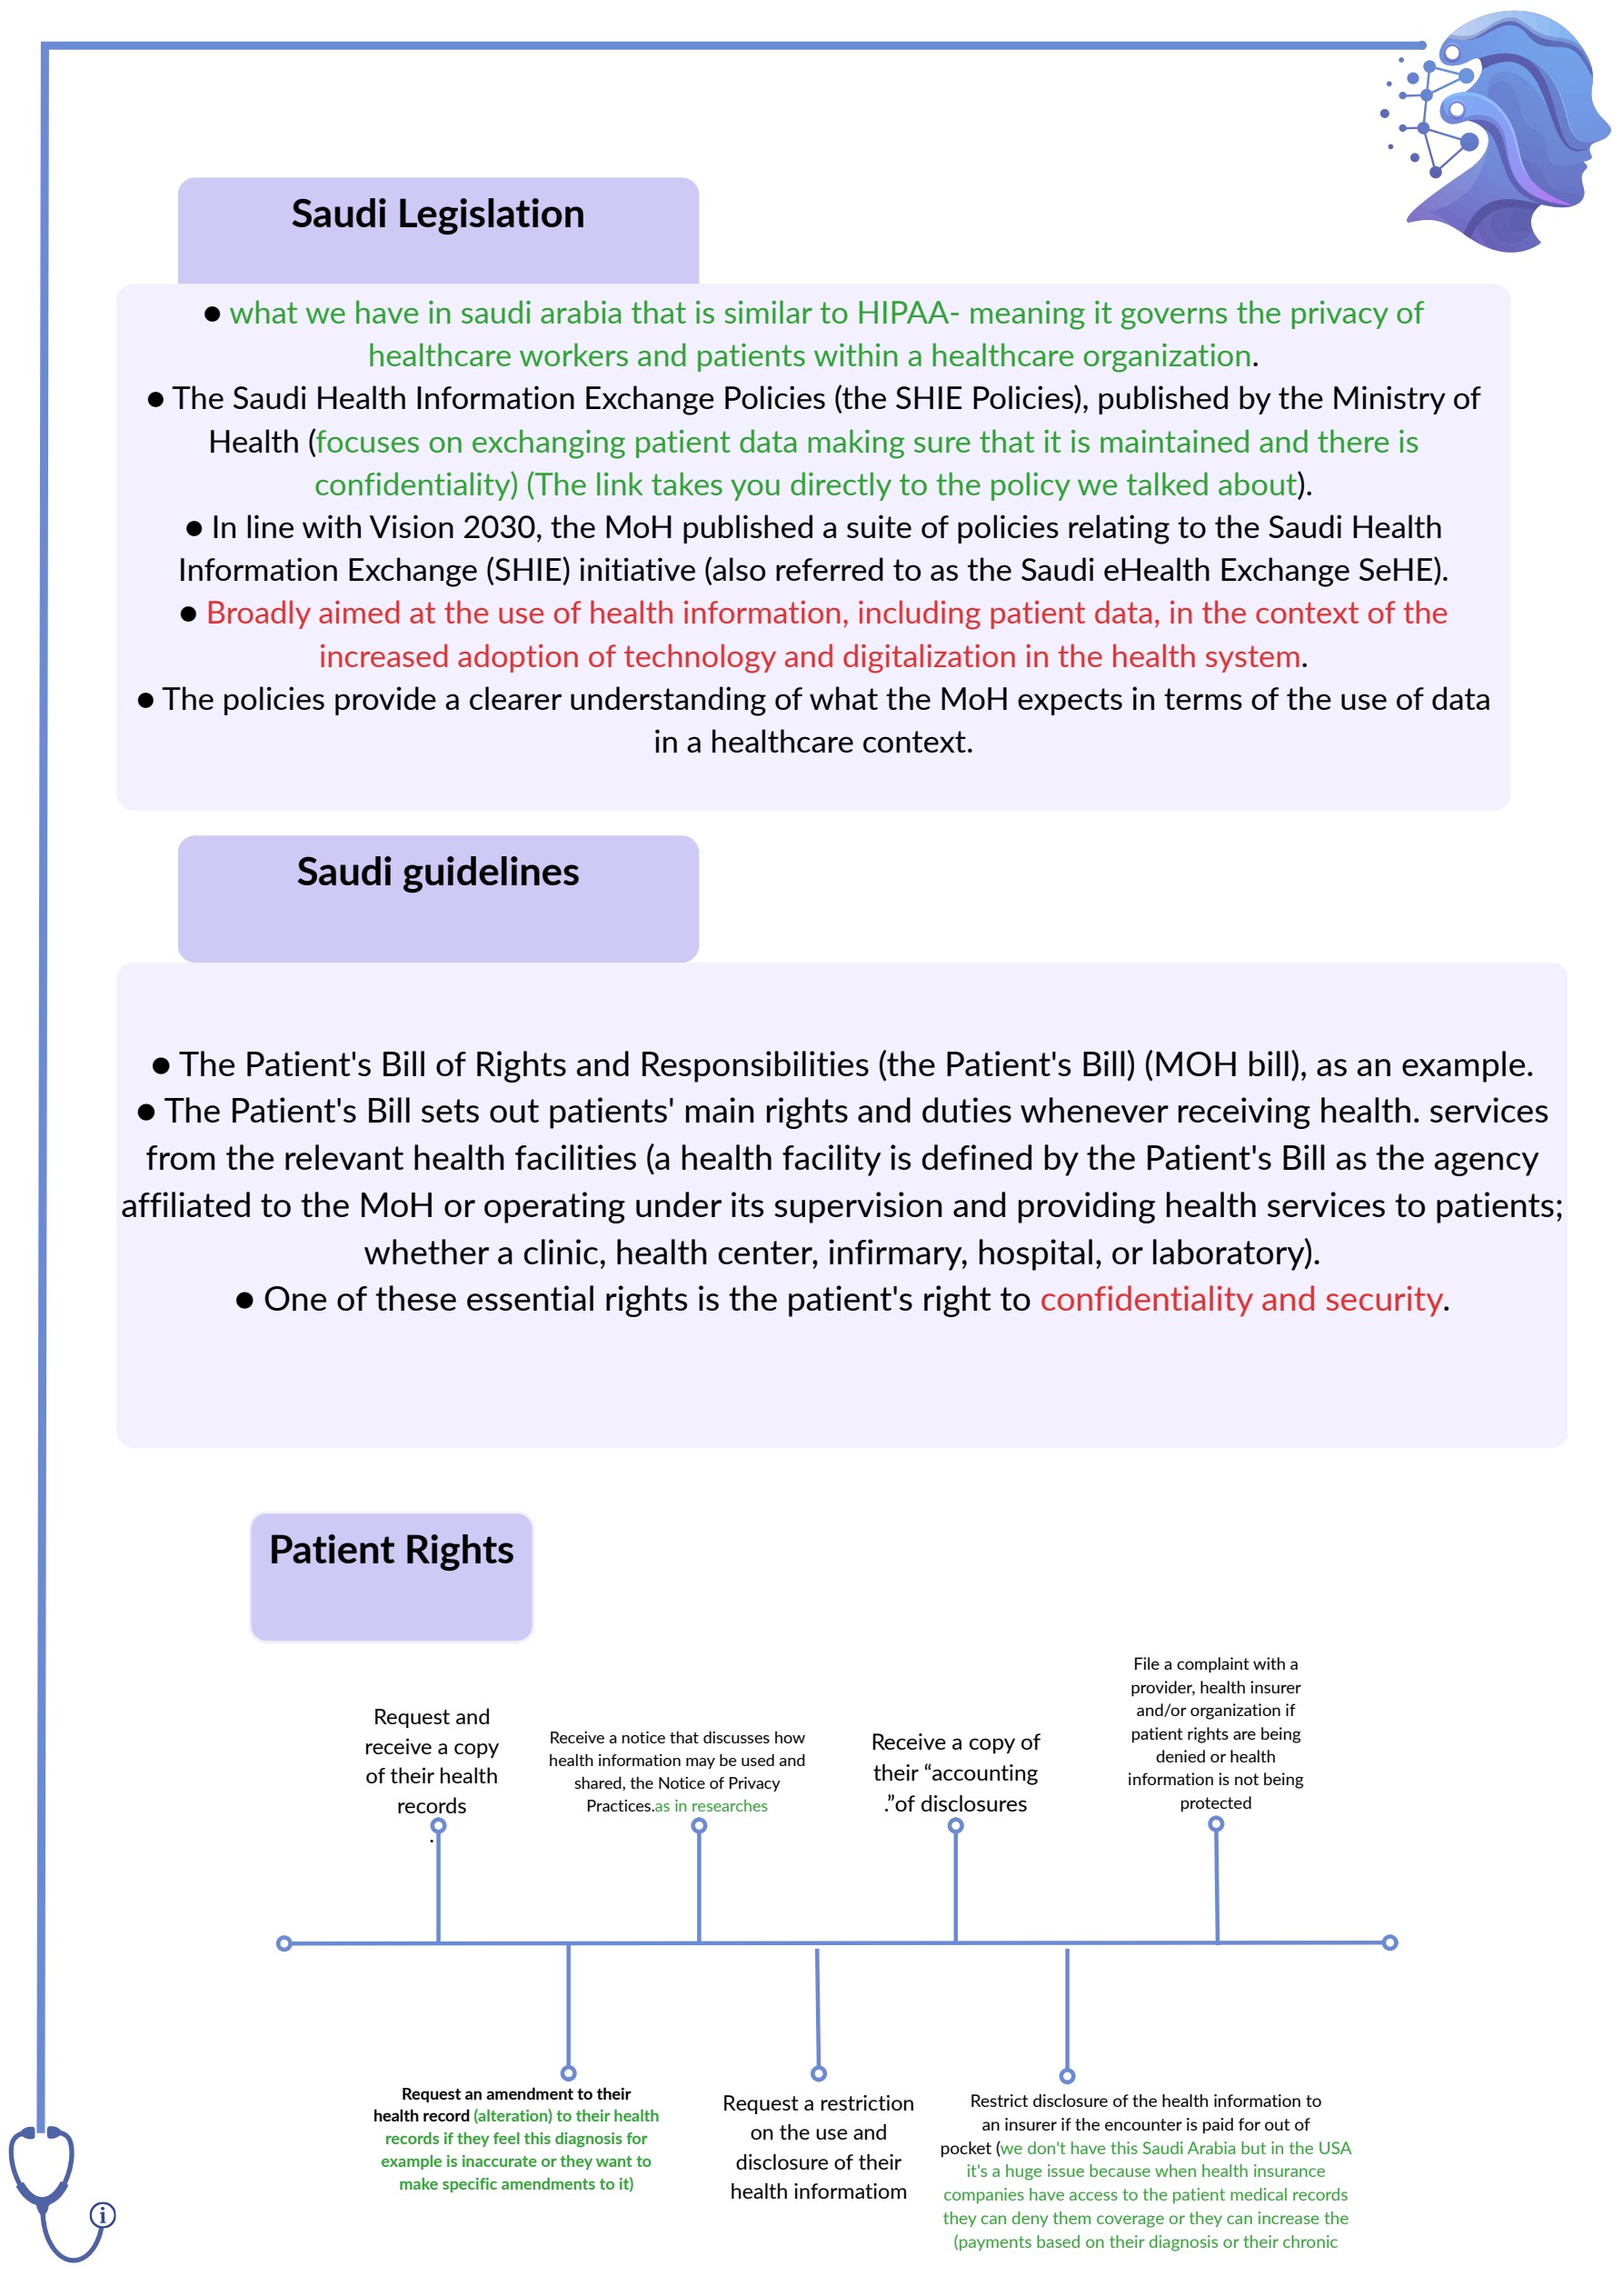 Saudi Legislation
● what we have in saudi arabia that is similar to HIPAA- meaning it governs the privacy of
healthcare workers and patients within a healthcare organization.
● The Saudi Health Information Exchange Policies (the SHIE Policies), published by the Ministry of
Health (focuses on exchanging patient data making sure that it is maintained and there is
confidentiality) (The link takes you directly to the policy we talked about).
● In line with Vision 2030, the MoH published a suite of policies relating to the Saudi Health
Information Exchange (SHIE) initiative (also referred to as the Saudi eHealth Exchange SeHE).
● Broadly aimed at the use of health information, including patient data, in the context of the
increased adoption of technology and digitalization in the health system.
● The policies provide a clearer understanding of what the MoH expects in terms of the use of data
in a healthcare context.
Saudi guidelines
● The Patient's Bill of Rights and Responsibilities (the Patient's Bill) (MOH bill), as an example.
● The Patient's Bill sets out patients' main rights and duties whenever receiving health. services
from the relevant health facilities (a health facility is defined by the Patient's Bill as the agency
affiliated to the MoH or operating under its supervision and providing health services to patients;
whether a clinic, health center, infirmary, hospital, or laboratory).
● One of these essential rights is the patient's right to confidentiality and security.
Patient Rights
Request and
receive a copy
of their health
records
.
Receive a notice that discusses how
health information may be used and
shared, the Notice of Privacy
Practices.as in researches
Receive a copy of
their “accounting
.”of disclosures
File a complaint with a
provider, health insurer
and/or organization if
patient rights are being
denied or health
information is not being
protected
Request an amendment to their
health record (alteration) to their health
records if they feel this diagnosis for
example is inaccurate or they want to
make specific amendments to it)
Request a restriction
on the use and
disclosure of their
health informatiom
Restrict disclosure of the health information to
an insurer if the encounter is paid for out of
pocket (we don't have this Saudi Arabia but in the USA
it's a huge issue because when health insurance
companies have access to the patient medical records
they can deny them coverage or they can increase the
(payments based on their diagnosis or their chronic
i